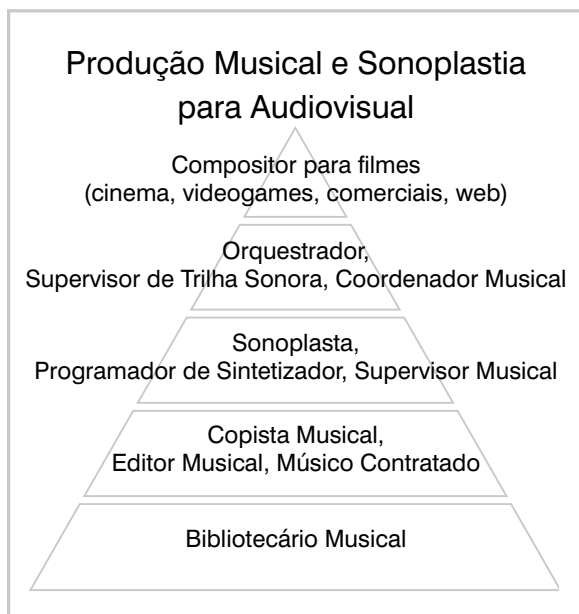 Produção Musical e Sonoplastia
para Audiovisual
Compositor para filmes
(cinema, videogames, comerciais, web)
Orquestrador,
Supervisor de Trilha Sonora, Coordenador Musical
Sonoplasta,
Programador de Sintetizador, Supervisor Musical
Copista Musical,
Editor Musical, Músico Contratado
Bibliotecário Musical